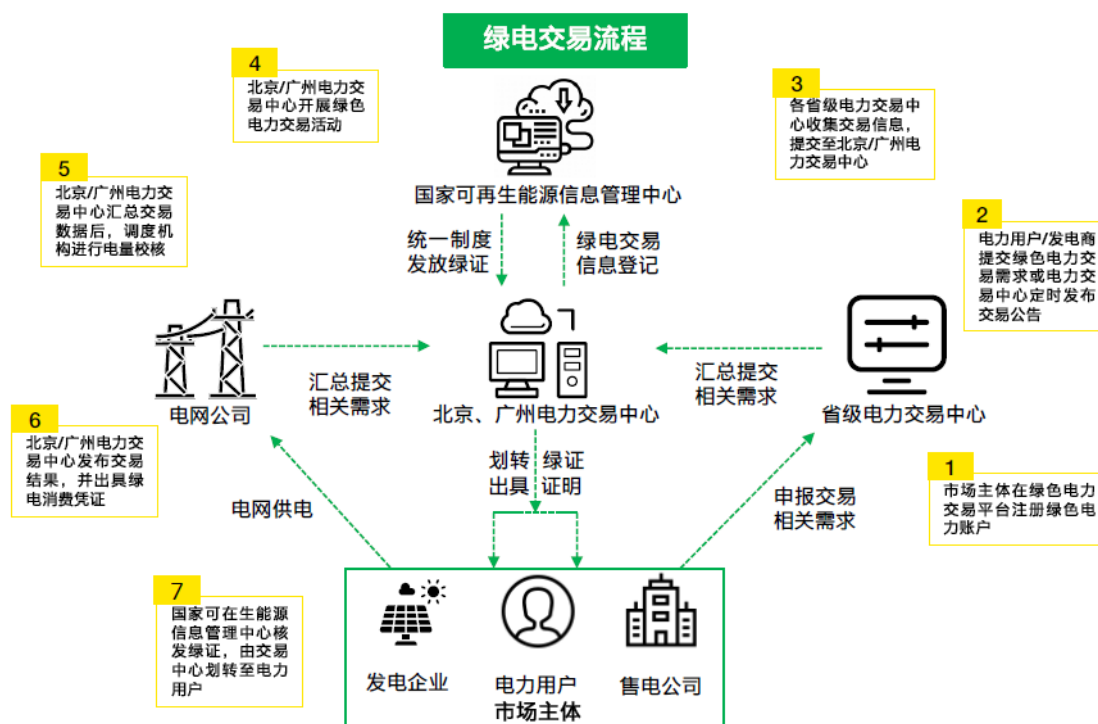 绿电交易流程
4
北京/广州电力交
易中心开展绿色
电力交易活动
3
各省级电力交易中
心收集交易信息，
提交至北京/广州电
力交易中心
5
北京/广州电力交
易中心汇总交易
数据后，调度机
构进行电量校核
国家可再生能源信息管理中心
2
电力用户/发电商
提交绿色电力交
易需求或电力交
易中心定时发布
交易公告
统一制度
发放绿证
绿电交易
信息登记
汇总提交
相关需求
汇总提交
相关需求
电网公司
北京、广州电力交易中心
省级电力交易中心
6
北京/广州电力交
易中心发布交易
结果，并出具绿
电消费凭证
划转 绿证
出具 证明
1
市场主体在绿色电力
交易平台注册绿色电
力账户
电网供电
申报交易
相关需求
7
国家可在生能源
信息管理中心核
发绿证，由交易
中心划转至电力
用户
发电企业
电力用户
售电公司
市场主体